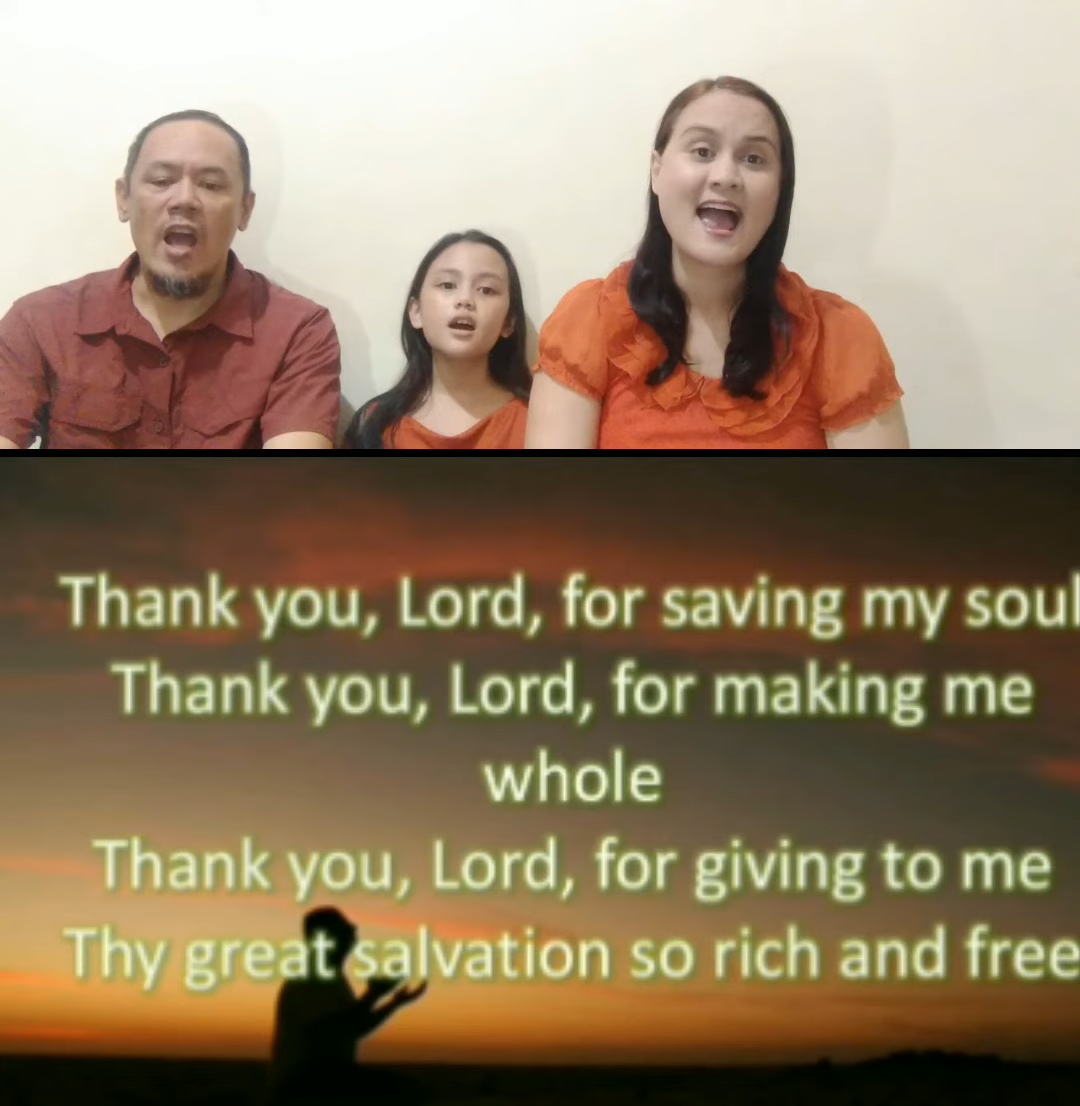 Thank you, Lord, for saving my soul
Thank you, Lord, for making me
whole
Thank you, Lord, for giving to me
Thy great salvation so rich and free